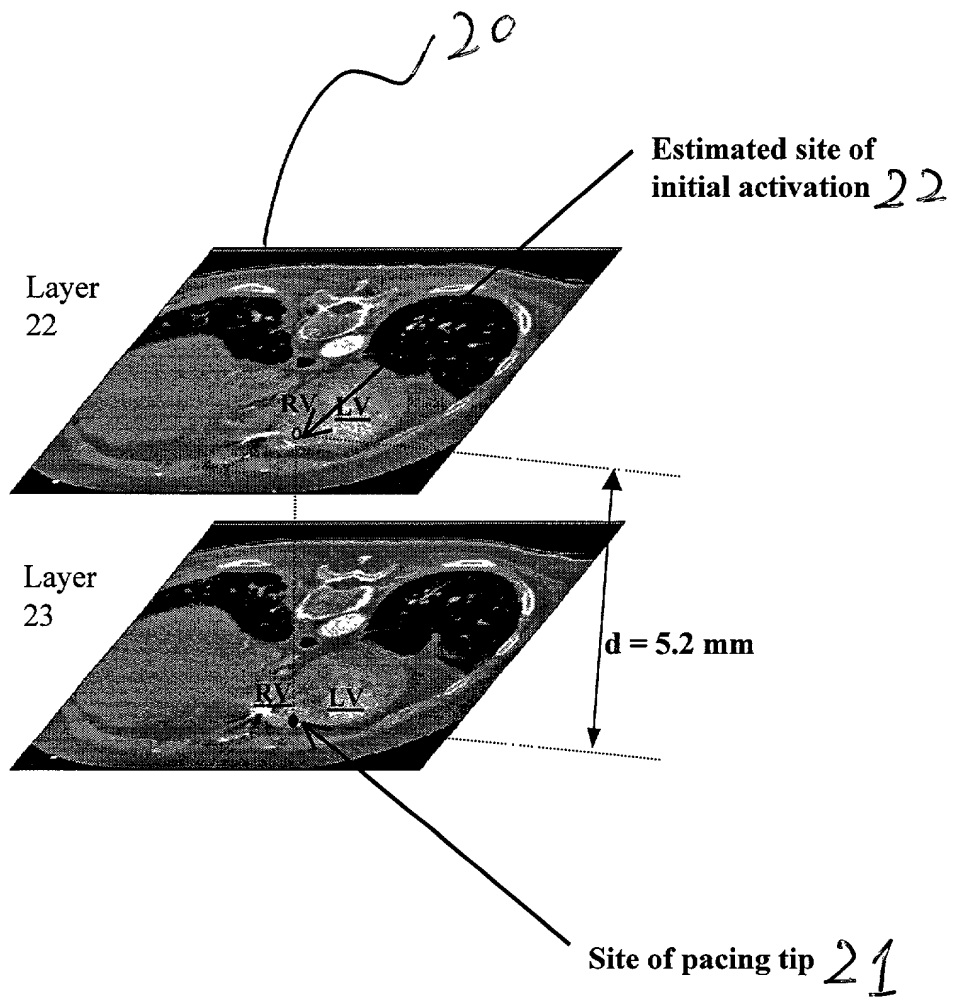 20
Estimated site of
initial activation 22
Layer
22
RV LV
Layer
23
d = 5.2 mm
RV LV
Site of pacing tip 21